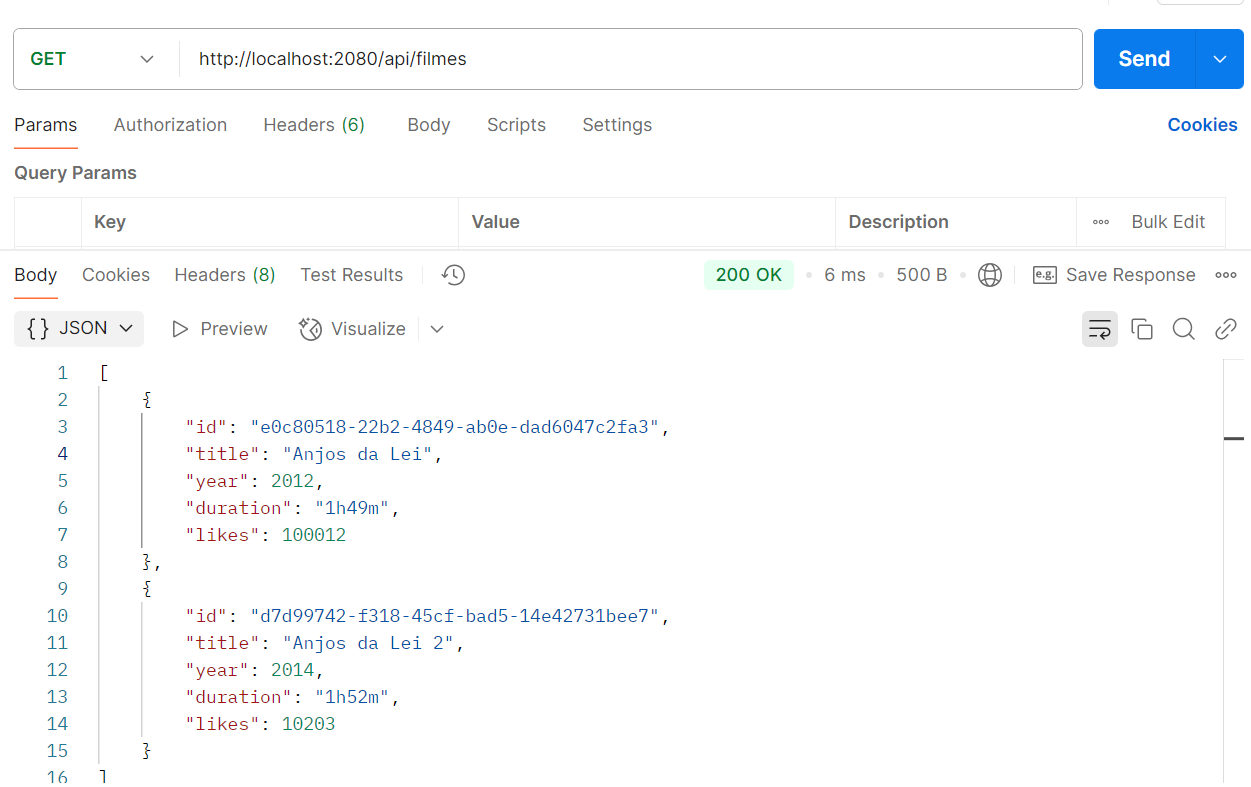 GET http://localhost:2080/api/filmes Send
Params Authorization Headers (6) Body Scripts Settings Cookies
Query Params
Key Value Description Bulk Edit
Body Cookies Headers (8) Test Results 200 OK 6 ms 500 B e.g. Save Response
{} JSON Preview Visualize
1 [
2 {
3 "id": "e0c80518-22b2-4849-ab0e-dad6047c2fa3",
4 "title": "Anjos da Lei",
5 "year": 2012,
6 "duration": "1h49m",
7 "likes": 100012
8 },
9 {
10 "id": "d7d99742-f318-45cf-bad5-14e42731bee7",
11 "title": "Anjos da Lei 2",
12 "year": 2014,
13 "duration": "1h52m",
14 "likes": 10203
15 }
16 ]